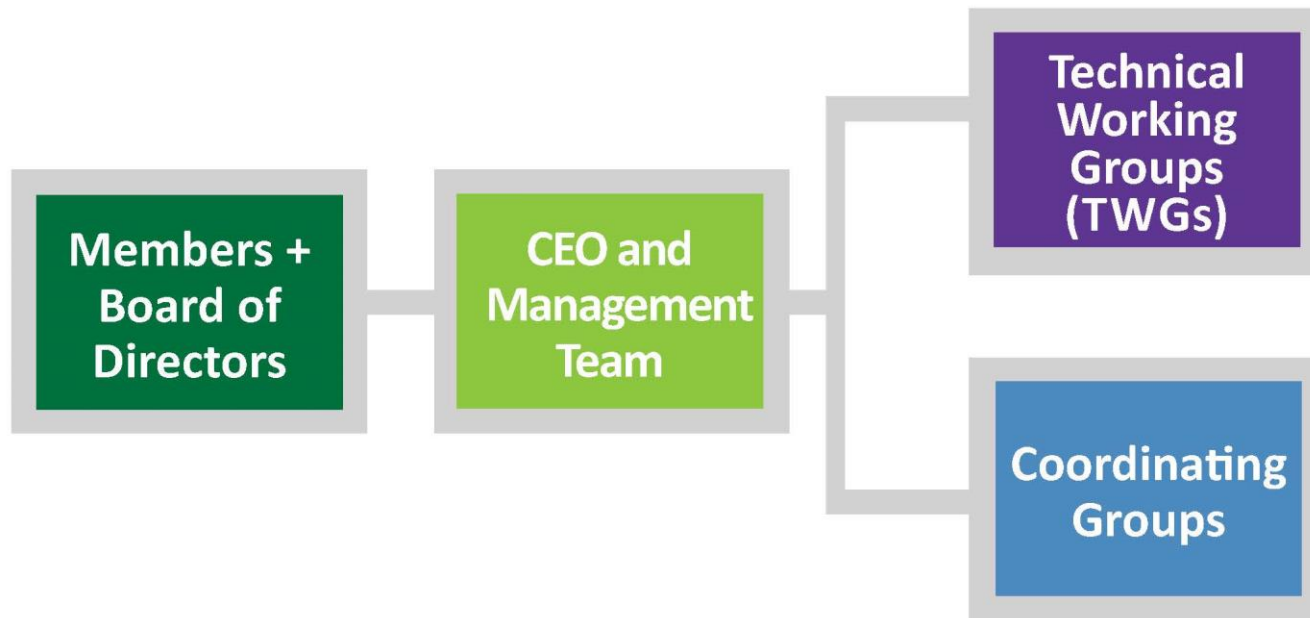 Members +
Board of
Directors
CEO and
Management
Team
Technical
Working
Groups
(TWGs)
Coordinating
Groups